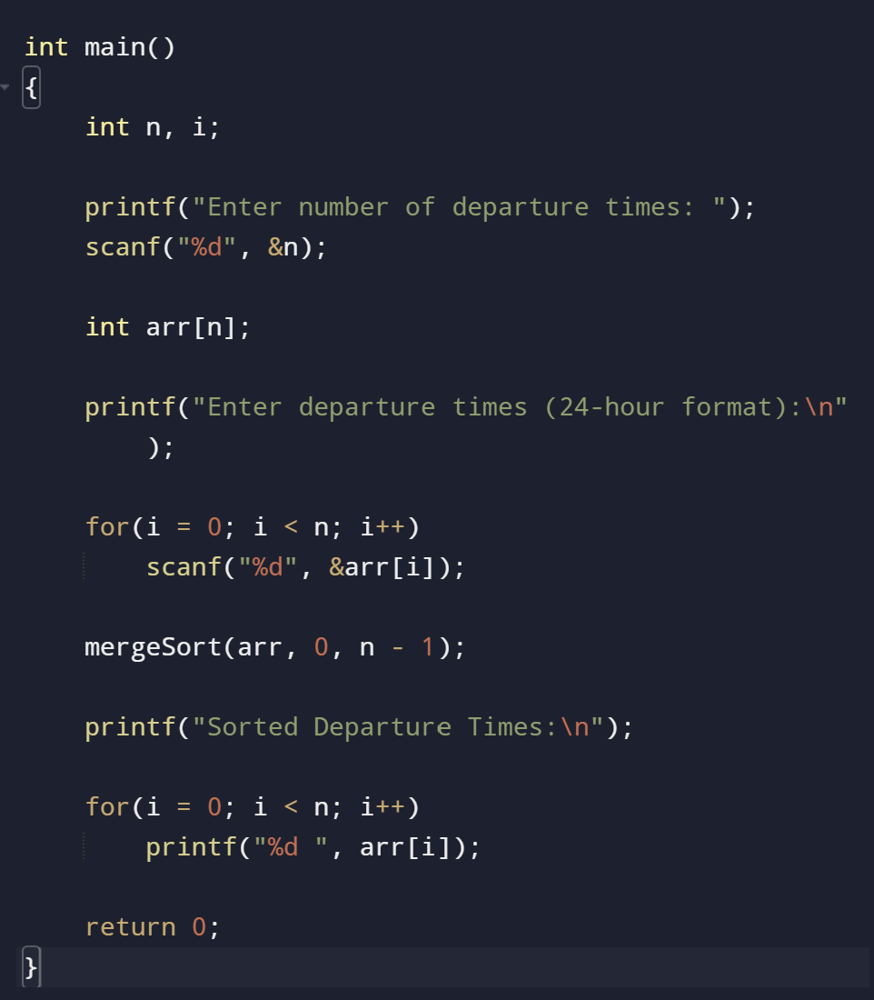 int main()
{
    int n, i;
    printf("Enter number of departure times: ");
    scanf("%d", &n);
    int arr[n];
    printf("Enter departure times (24-hour format):\n"
        );
    for(i = 0; i < n; i++)
        scanf("%d", &arr[i]);
    mergeSort(arr, 0, n - 1);
    printf("Sorted Departure Times:\n");
    for(i = 0; i < n; i++)
        printf("%d ", arr[i]);
    return 0;
}